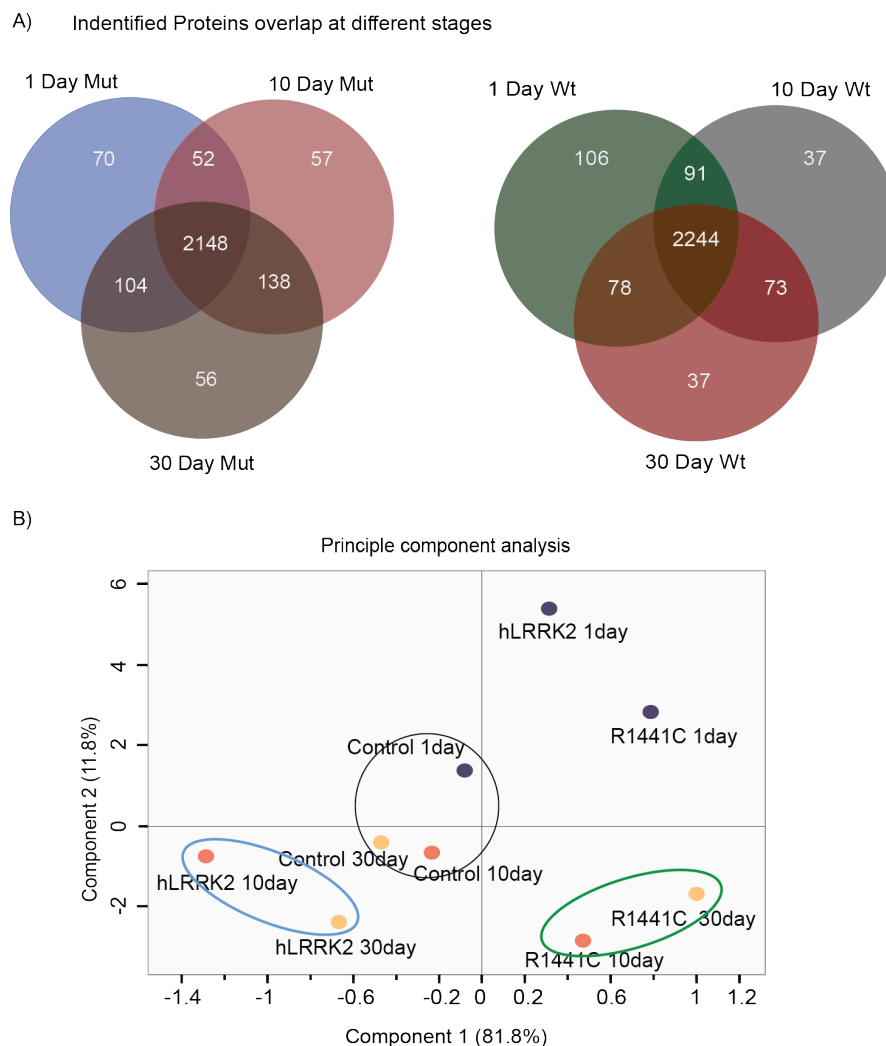 A)
Indentified Proteins overlap at different stages
1 Day Mut
10 Day Mut
70
52
57
2148
104
138
56
30 Day Mut
1 Day Wt
10 Day Wt
106
91
37
2244
78
73
37
30 Day Wt
B)
Principle component analysis
Component 2 (11.8%)
6
4
2
0
-2
hLRRK2 1day
R1441C 1day
Control 1day
Control 30day
Control 10day
hLRRK2 10day
hLRRK2 30day
R1441C 30day
R1441C 10day
-1.4 -1 -0.6 -0.2 0 0.2 0.6 1 1.2
Component 1 (81.8%)